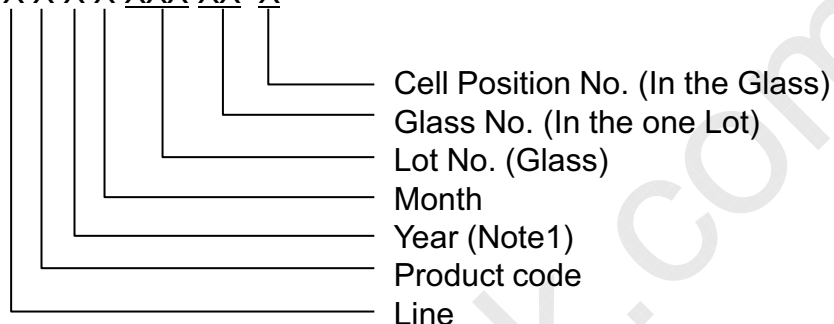 Cell Position No. (In the Glass)
Glass No. (In the one Lot)
Lot No. (Glass)
Month
Year (Note1)
Product code
Line